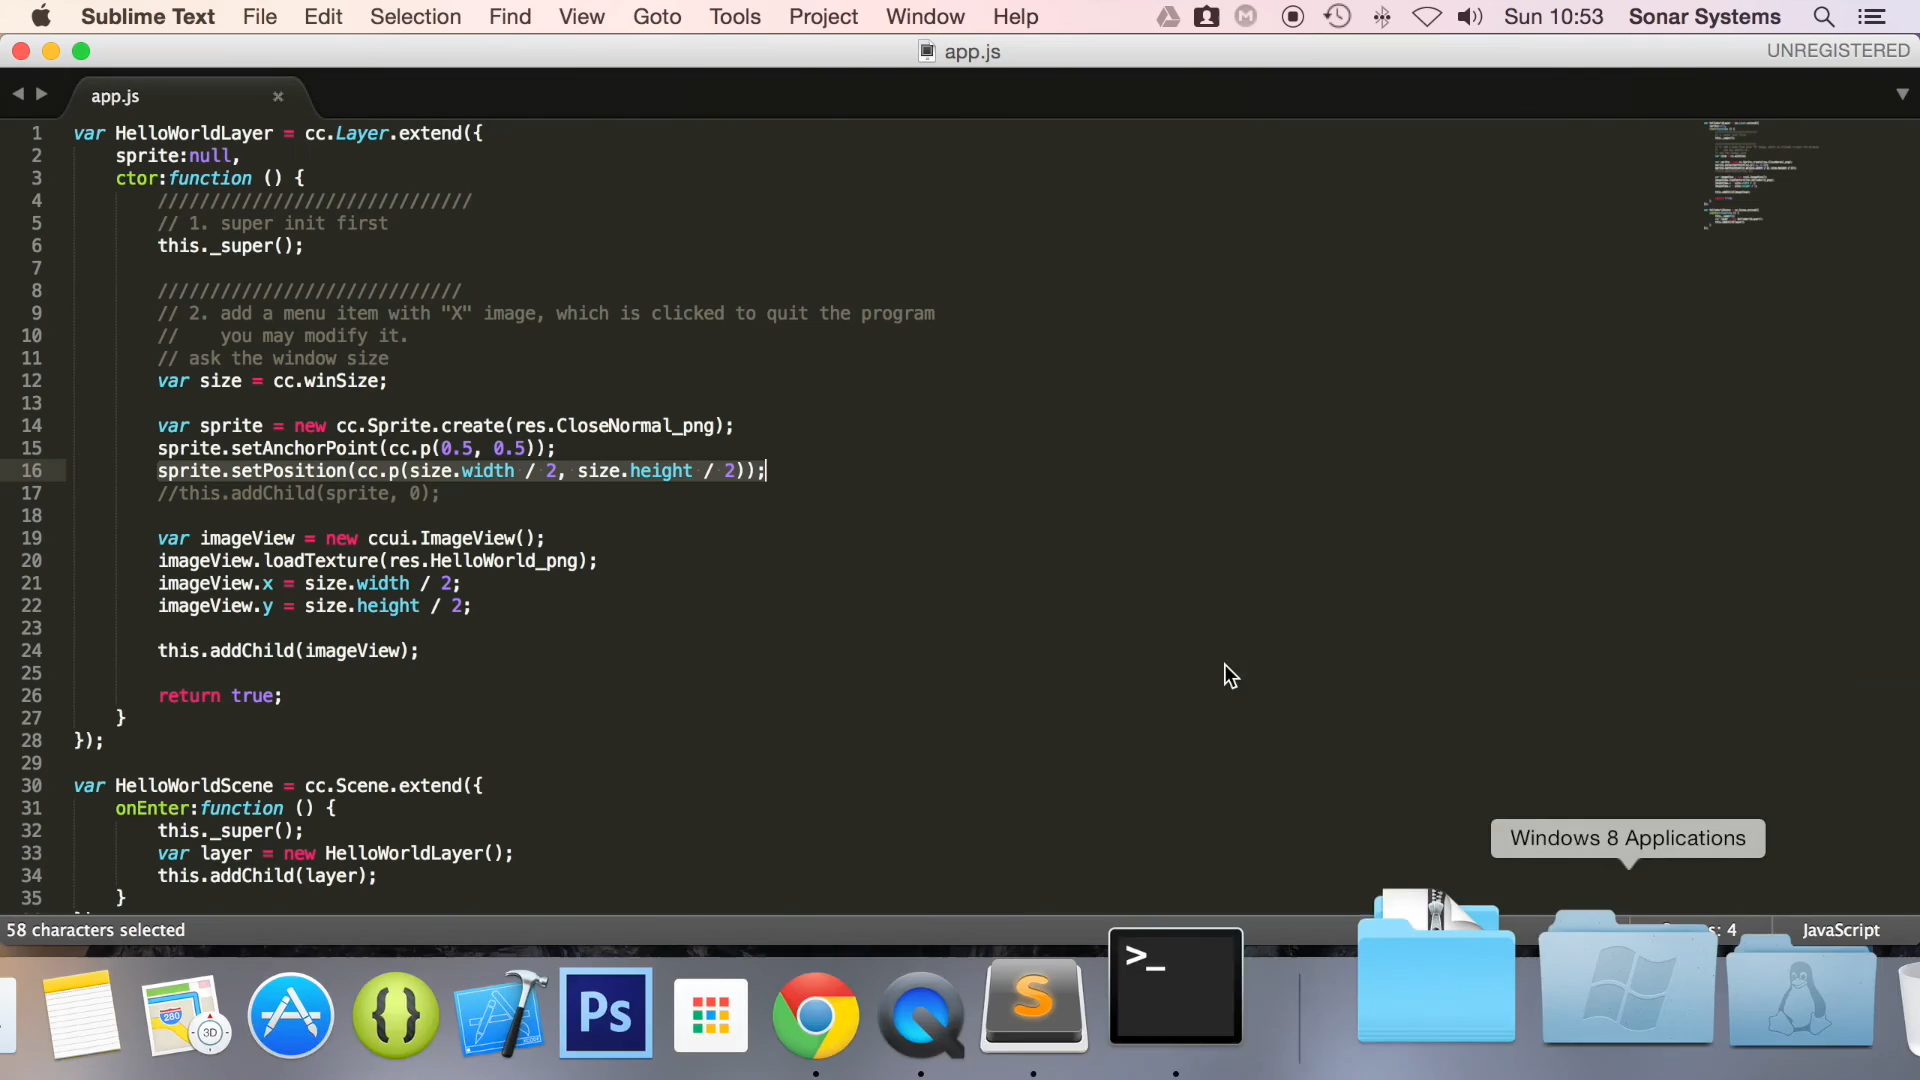 Sublime Text File Edit Selection Find View Goto Tools Project Window Help Sun 10:53 Sonar Systems
app.js UNREGISTERED
app.js
1 var HelloWorldLayer = cc.Layer.extend({
2 sprite:null,
3 ctor:function () {
4 //////////////////////////////
5 // 1. super init first
6 this._super();
7
8 /////////////////////////////
9 // 2. add a menu item with "X" image, which is clicked to quit the program
10 //    you may modify it.
11 // ask the window size
12 var size = cc.winSize;
13
14 var sprite = new cc.Sprite.create(res.CloseNormal_png);
15 sprite.setAnchorPoint(cc.p(0.5, 0.5));
16 sprite.setPosition(cc.p(size.width / 2, size.height / 2));
17 //this.addChild(sprite, 0);
18
19 var imageView = new ccui.ImageView();
20 imageView.loadTexture(res.HelloWorld_png);
21 imageView.x = size.width / 2;
22 imageView.y = size.height / 2;
23
24 this.addChild(imageView);
25
26 return true;
27 }
28 });
29
30 var HelloWorldScene = cc.Scene.extend({
31 onEnter:function () {
32 this._super();
33 var layer = new HelloWorldLayer();
34 this.addChild(layer);
35 }
Windows 8 Applications
58 characters selected : 4 JavaScript
280
3D
Ps
S
>_